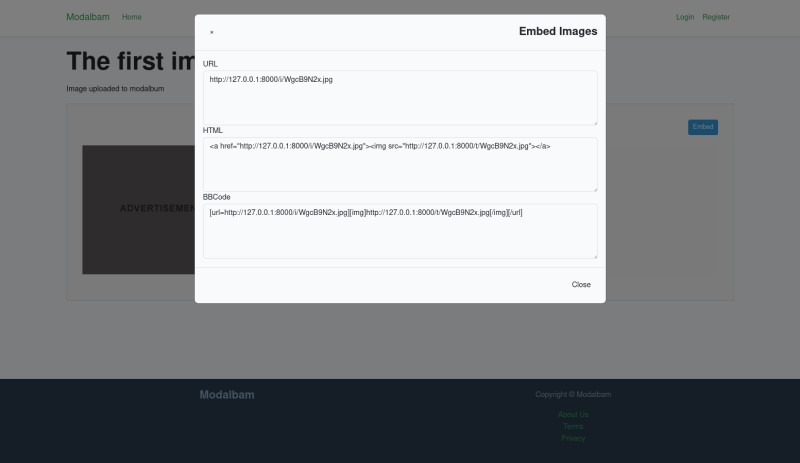 Modalbam Home Login Register
The first im
Image uploaded to modalbum
Embed
ADVERTISEMEN
× Embed Images
URL
http://127.0.0.1:8000/i/WgcB9N2x.jpg
HTML
<a href="http://127.0.0.1:8000/i/WgcB9N2x.jpg"><img src="http://127.0.0.1:8000/t/WgcB9N2x.jpg"></a>
BBCode
[url=http://127.0.0.1:8000/i/WgcB9N2x.jpg][img]http://127.0.0.1:8000/t/WgcB9N2x.jpg[/img][/url]
Close
Modalbam
Copyright © Modalbam
About Us
Terms
Privacy